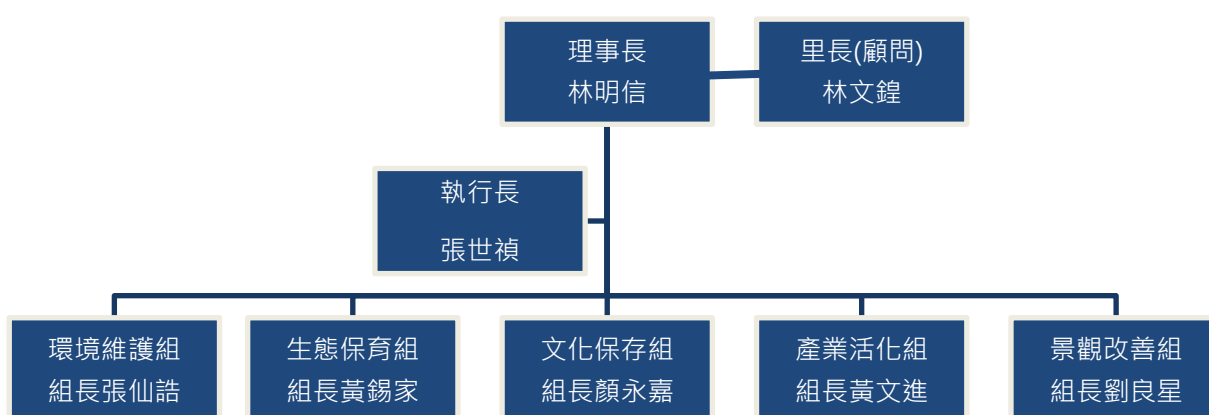 理事長
林明信
里長(顧問)
林文鍠
執行長
張世禎
環境維護組
組長張仙誥
生態保育組
組長黃錫家
文化保存組
組長顏永嘉
產業活化組
組長黃文進
景觀改善組
組長劉良星